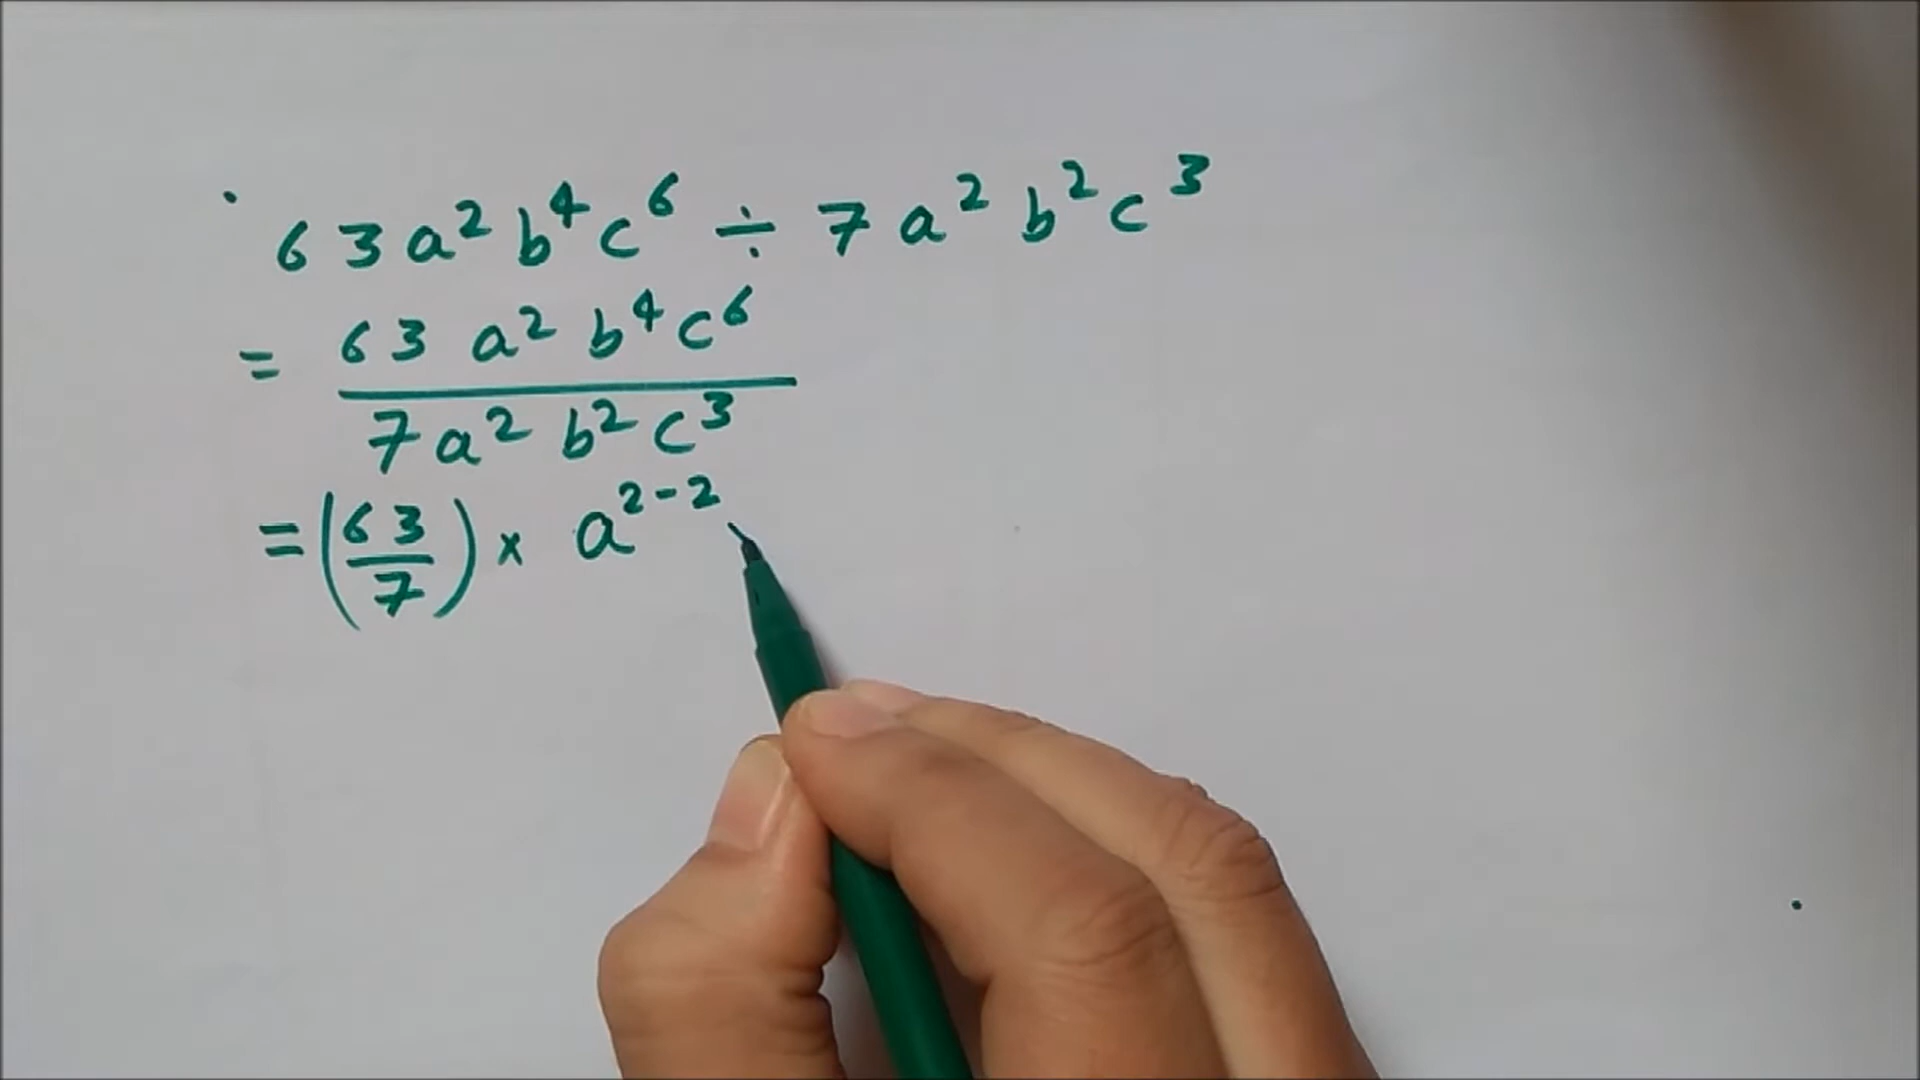 63a²b⁴c⁶ ÷ 7a²b²c³
= 63a²b⁴c⁶
7a²b²c³
= (63/7) × a²⁻²